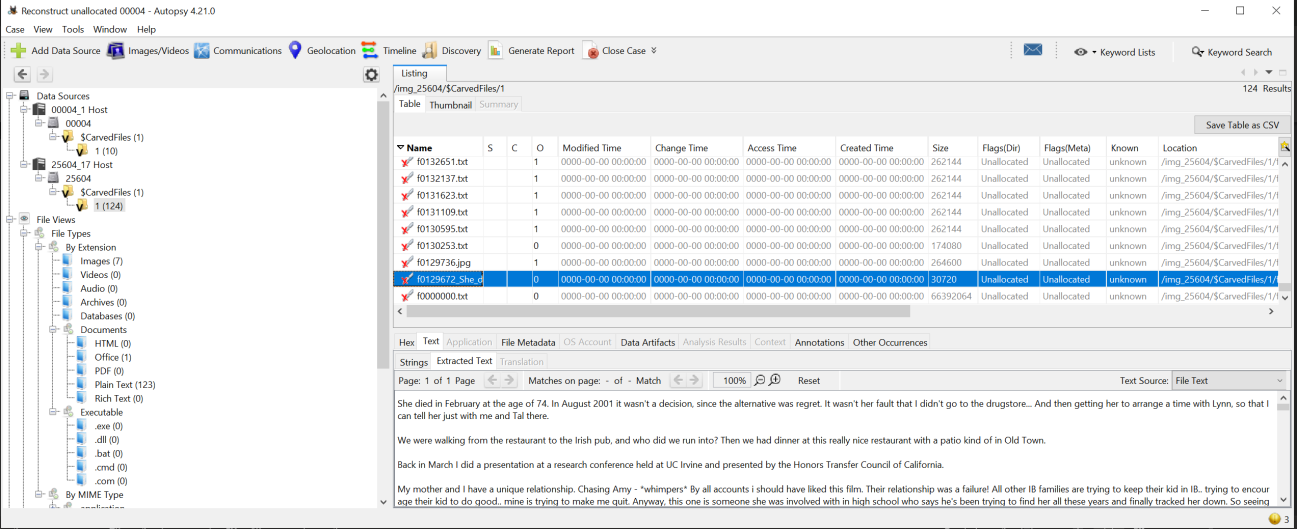 Reconstruct unallocated 00004 - Autopsy 4.21.0
Case View Tools Window Help
Add Data Source Images/Videos Communications Geolocation Timeline Discovery Generate Report Close Case Keyword Lists Keyword Search
Listing
/img_25604/$CarvedFiles/1 124 Results
Table Thumbnail Summary
Save Table as CSV
Data Sources
00004_1 Host
00004
$CarvedFiles (1)
1 (10)
25604_17 Host
25604
$CarvedFiles (1)
1 (124)
File Views
File Types
By Extension
Images (7)
Videos (0)
Audio (0)
Archives (0)
Databases (0)
Documents
HTML (0)
Office (1)
PDF (0)
Plain Text (123)
Rich Text (0)
Executable
.exe (0)
.dll (0)
.bat (0)
.cmd (0)
.com (0)
By MIME Type
application
Name S C O Modified Time Change Time Access Time Created Time Size Flags(Dir) Flags(Meta) Known Location
f0132651.txt 1 0000-00-00 00:00:00 0000-00-00 00:00:00 0000-00-00 00:00:00 0000-00-00 00:00:00 262144 Unallocated Unallocated unknown /img_25604/$CarvedFiles/1/f
f0132137.txt 1 0000-00-00 00:00:00 0000-00-00 00:00:00 0000-00-00 00:00:00 0000-00-00 00:00:00 262144 Unallocated Unallocated unknown /img_25604/$CarvedFiles/1/f
f0131623.txt 1 0000-00-00 00:00:00 0000-00-00 00:00:00 0000-00-00 00:00:00 0000-00-00 00:00:00 262144 Unallocated Unallocated unknown /img_25604/$CarvedFiles/1/f
f0131109.txt 1 0000-00-00 00:00:00 0000-00-00 00:00:00 0000-00-00 00:00:00 0000-00-00 00:00:00 262144 Unallocated Unallocated unknown /img_25604/$CarvedFiles/1/f
f0130595.txt 1 0000-00-00 00:00:00 0000-00-00 00:00:00 0000-00-00 00:00:00 0000-00-00 00:00:00 262144 Unallocated Unallocated unknown /img_25604/$CarvedFiles/1/f
f0130253.txt 0 0000-00-00 00:00:00 0000-00-00 00:00:00 0000-00-00 00:00:00 0000-00-00 00:00:00 174080 Unallocated Unallocated unknown /img_25604/$CarvedFiles/1/f
f0129736.jpg 1 0000-00-00 00:00:00 0000-00-00 00:00:00 0000-00-00 00:00:00 0000-00-00 00:00:00 264600 Unallocated Unallocated unknown /img_25604/$CarvedFiles/1/f
f0129672_She_d 0 0000-00-00 00:00:00 0000-00-00 00:00:00 0000-00-00 00:00:00 0000-00-00 00:00:00 30720 Unallocated Unallocated unknown /img_25604/$CarvedFiles/1/f
f0000000.txt 0 0000-00-00 00:00:00 0000-00-00 00:00:00 0000-00-00 00:00:00 0000-00-00 00:00:00 66392064 Unallocated Unallocated unknown /img_25604/$CarvedFiles/1/f
Hex Text Application File Metadata OS Account Data Artifacts Analysis Results Context Annotations Other Occurrences
Strings Extracted Text Translation
Page: 1 of 1 Page Matches on page: - of - Match 100% Reset Text Source: File Text
She died in February at the age of 74. In August 2001 it wasn't a decision, since the alternative was regret. It wasn't her fault that I didn't go to the drugstore... And then getting her to arrange a time with Lynn, so that I
can tell her just with me and Tal there.
We were walking from the restaurant to the Irish pub, and who did we run into? Then we had dinner at this really nice restaurant with a patio kind of in Old Town.
Back in March I did a presentation at a research conference held at UC Irvine and presented by the Honors Transfer Council of California.
My mother and I have a unique relationship. Chasing Amy - *whimpers* By all accounts i should have liked this film. Their relationship was a failure! All other IB families are trying to keep their kid in IB.. trying to encour
age their kid to do good.. mine is trying to make me quit. Anyway, this one is someone she was involved with in high school who says he's been trying to find her all these years and finally tracked her down. So seeing
3